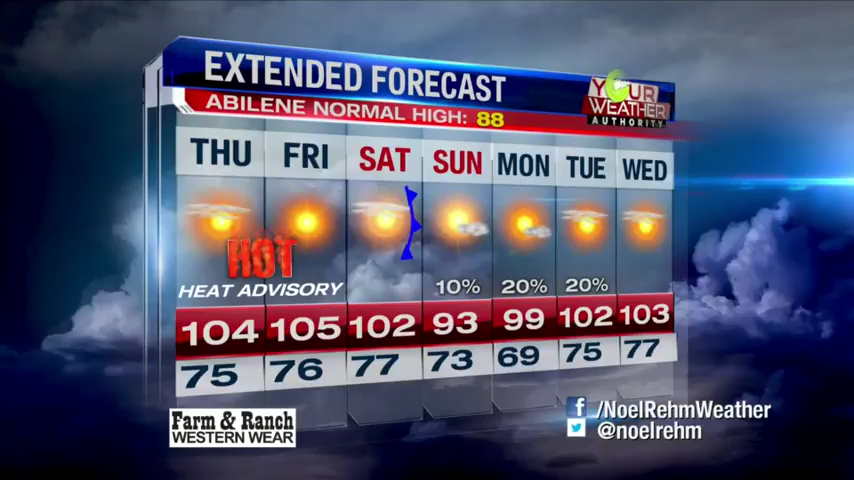 EXTENDED FORECAST
YOUR
WEATHER
AUTHORITY
ABILENE NORMAL HIGH: 88
THU FRI SAT SUN MON TUE WED
HOT
HEAT ADVISORY 10% 20% 20%
104 105 102 93 99 102 103
75 76 77 73 69 75 77
Farm & Ranch
WESTERN WEAR
f /NoelRehmWeather
@noelrehm